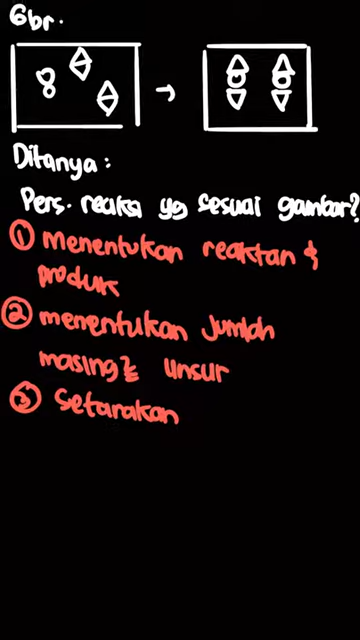 Gbr.
Ditanya :
Pers. reaksi yg sesuai gambar?
① menentukan reaktan &
produk
② menentukan jumlah
masing² unsur
③ Setarakan